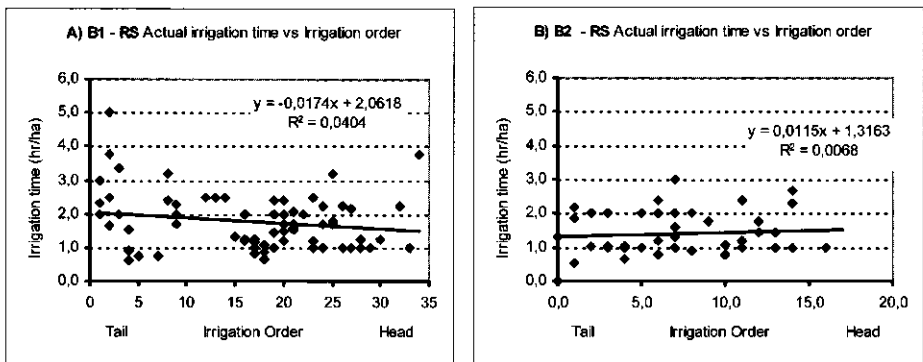 A) B1 - RS Actual irrigation time vs Irrigation order
6,0
5,0
4,0
3,0
2,0
1,0
0,0
Irrigation time (hr/ha)
y = -0,0174x + 2,0618
R² = 0,0404
0 5 10 15 20 25 30 35
Tail Irrigation Order Head
B) B2 - RS Actual irrigation time vs Irrigation order
6,0
5,0
4,0
3,0
2,0
1,0
0,0
Irrigation time (hr/ha)
y = 0,0115x + 1,3163
R² = 0,0068
0,0 5,0 10,0 15,0 20,0
Tail Irrigation Order Head